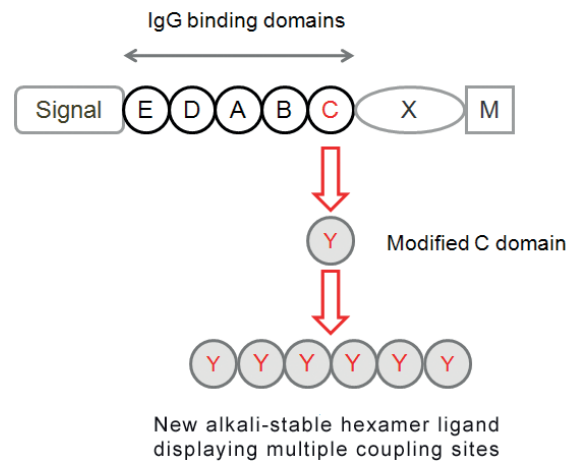 IgG binding domains
Signal E D A B C X M
Y Modified C domain
Y Y Y Y Y Y
New alkali-stable hexamer ligand
displaying multiple coupling sites